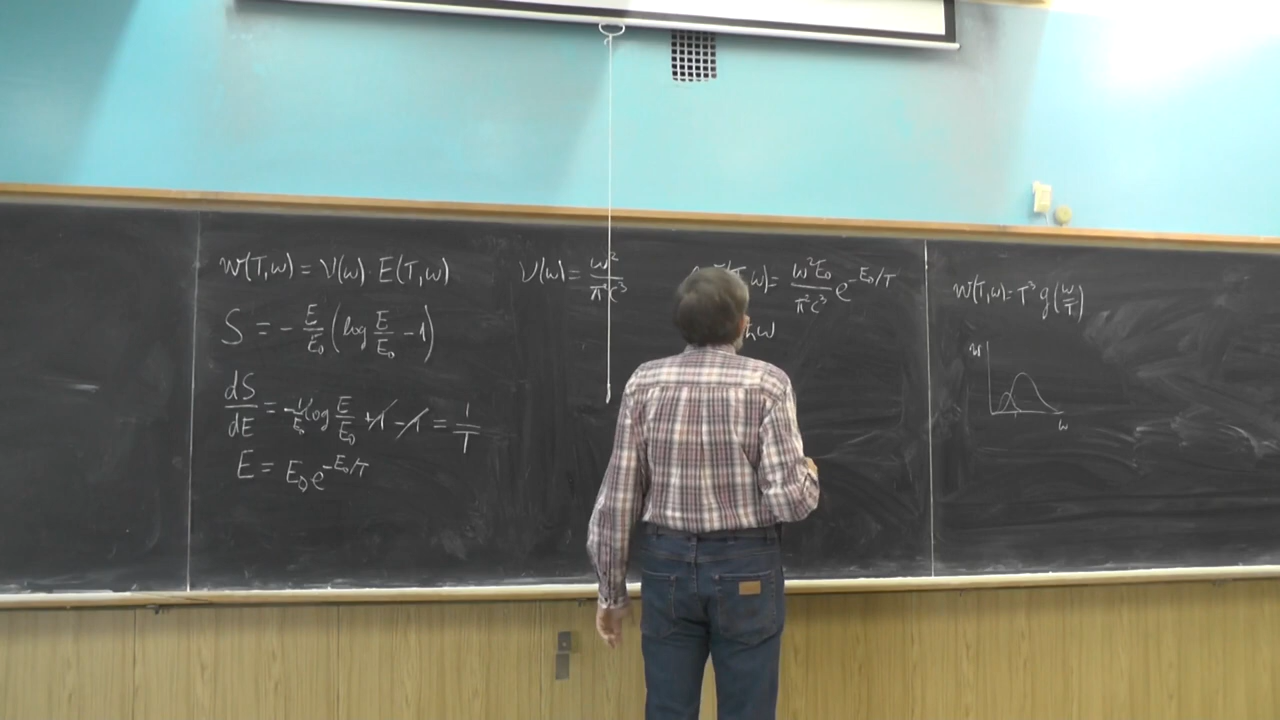 w(T,ω) = ν(ω) · E(T,ω)
S = - E/E₀ (log E/E₀ - 1)
dS/dE = -1/E₀ log E/E₀ + 1 - 1 = 1/T
E = E₀ e^{-E₀/T}
ν(ω) = ω²/π²c³
(T,ω) = ω²E₀/π²c³ e^{-E₀/T}
ħω
w(T,ω) = T³ g(ω/T)
w
ω